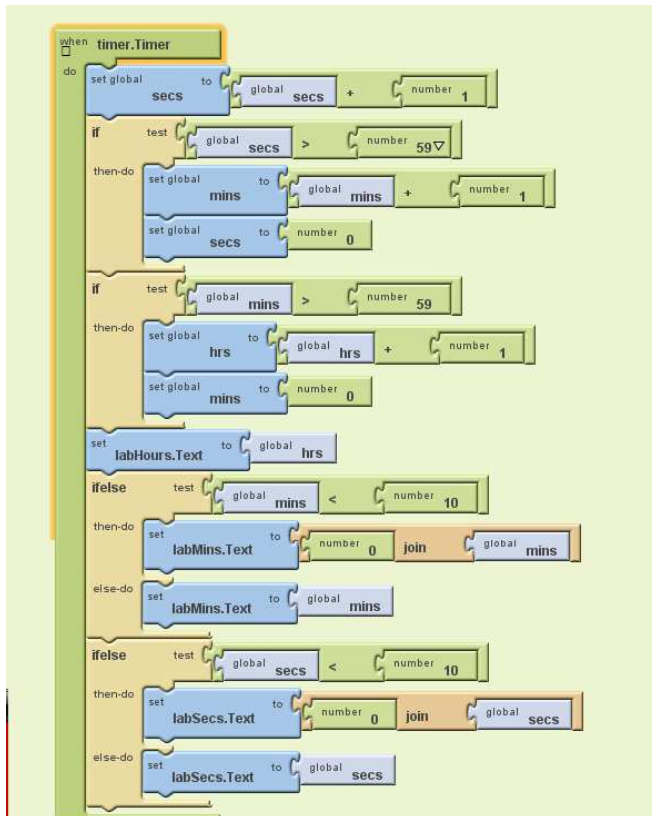 when timer.Timer
do set global secs to global secs + number 1
if test global secs > number 59
then-do set global mins to global mins + number 1
set global secs to number 0
if test global mins > number 59
then-do set global hrs to global hrs + number 1
set global mins to number 0
set labHours.Text to global hrs
ifelse test global mins < number 10
then-do set labMins.Text to number 0 join global mins
else-do set labMins.Text to global mins
ifelse test global secs < number 10
then-do set labSecs.Text to number 0 join global secs
else-do set labSecs.Text to global secs